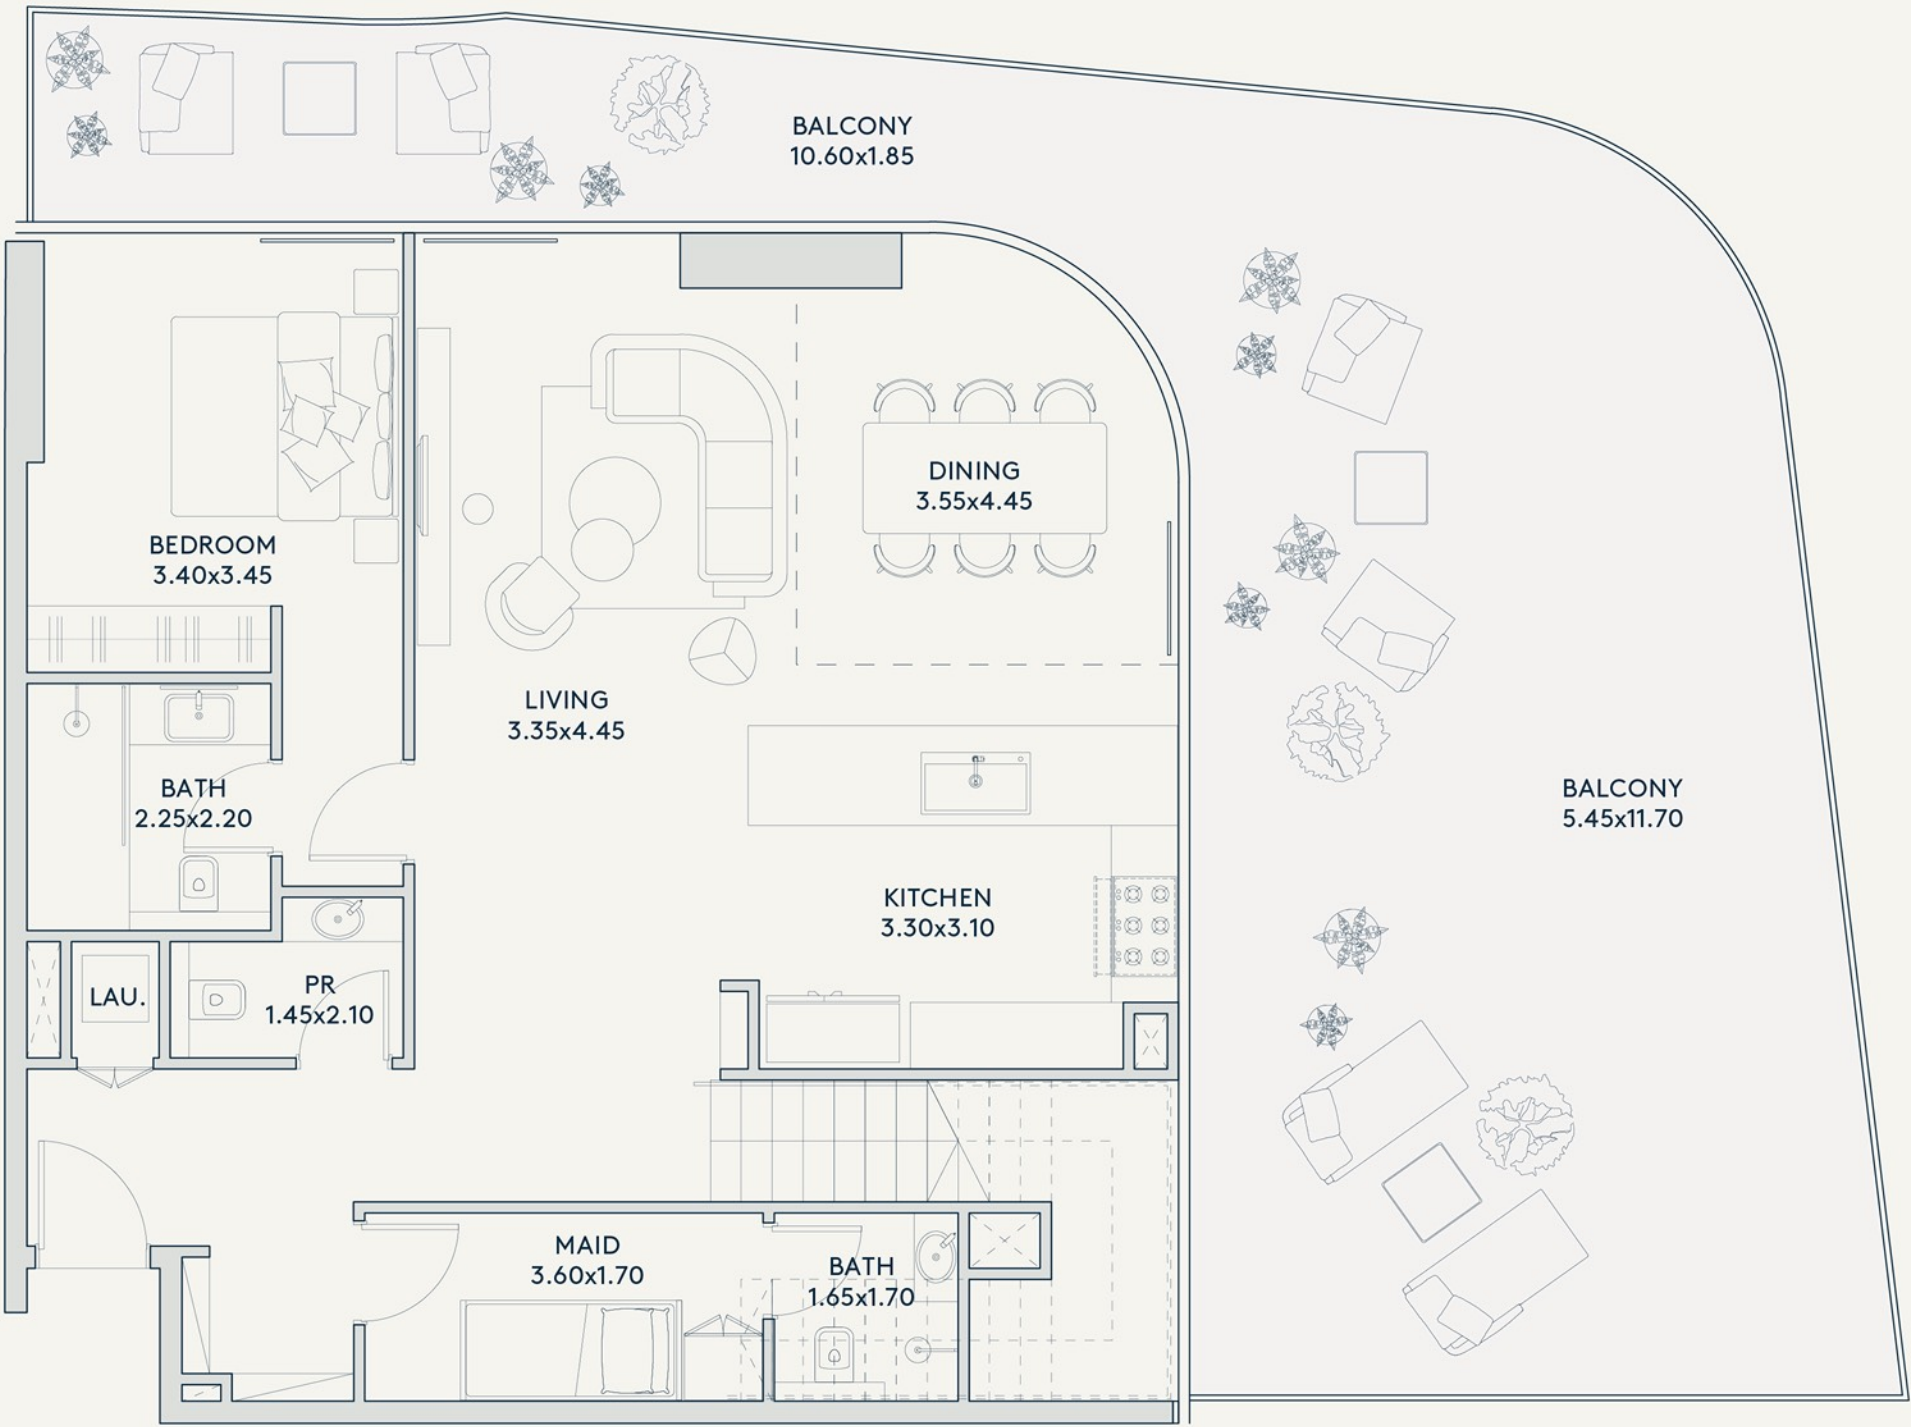 BALCONY
10.60x1.85
DINING
3.55x4.45
BEDROOM
3.40x3.45
LIVING
3.35x4.45
BATH
2.25x2.20
BALCONY
5.45x11.70
KITCHEN
3.30x3.10
LAU.
PR
1.45x2.10
MAID
3.60x1.70
BATH
1.65x1.70